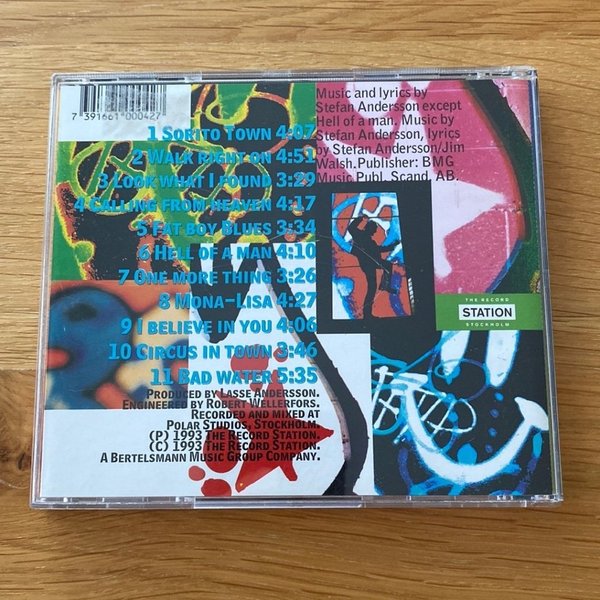 7 391661 000427
1 Sorito Town 4:07
2 Walk right on 4:51
3 Look what I found 3:29
4 Calling from heaven 4:17
5 Fat boy Blues 3:34
6 Hell of a man 4:10
7 One more thing 3:26
8 Mona-Lisa 4:27
9 I believe in you 4:06
10 Circus in town 3:46
11 Bad water 5:35
Produced by Lasse Andersson.
Engineered by Robert Wellerfors.
Recorded and mixed at
Polar Studios, Stockholm.
(P) 1993 The Record Station.
(C) 1993 The Record Station.
A Bertelsmann Music Group Company.
Music and lyrics by
Stefan Andersson except
Hell of a man. Music by
Stefan Andersson, lyrics
by Stefan Andersson/Jim
Walsh.Publisher: BMG
Music Publ. Scand, AB.
THE RECORD
STATION
STOCKHOLM